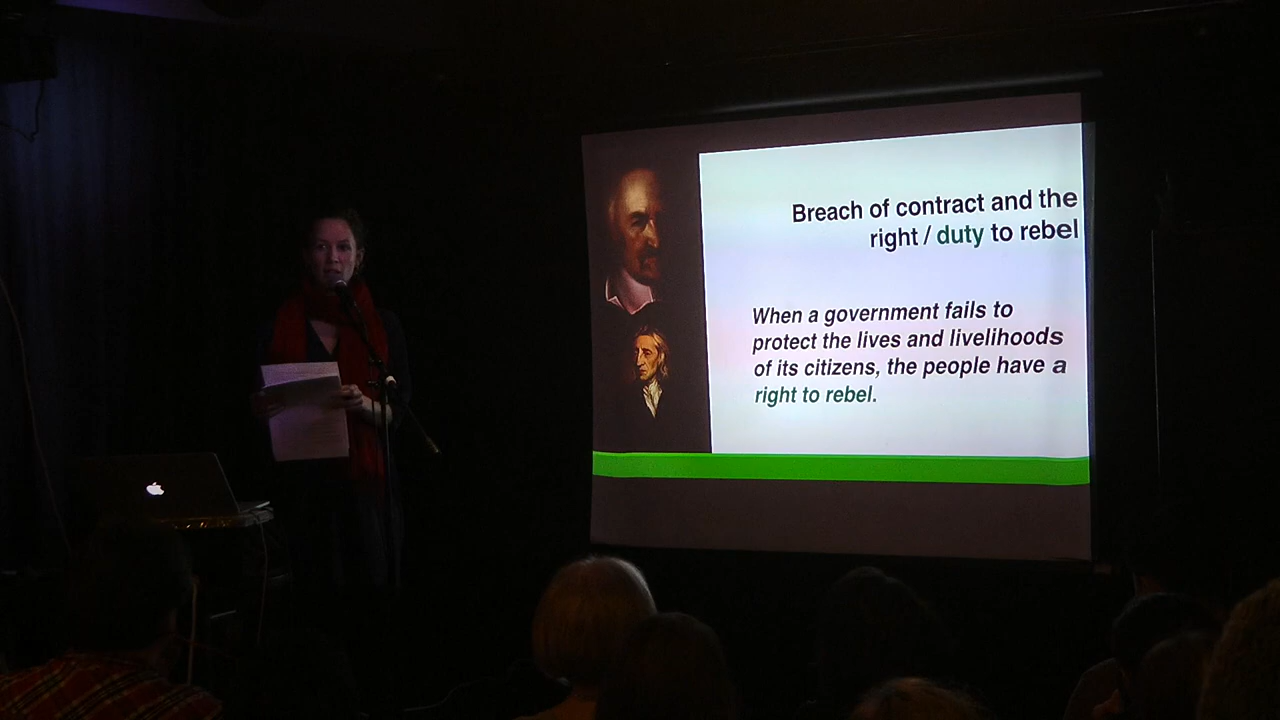 Breach of contract and the
right / duty to rebel
When a government fails to
protect the lives and livelihoods
of its citizens, the people have a
right to rebel.